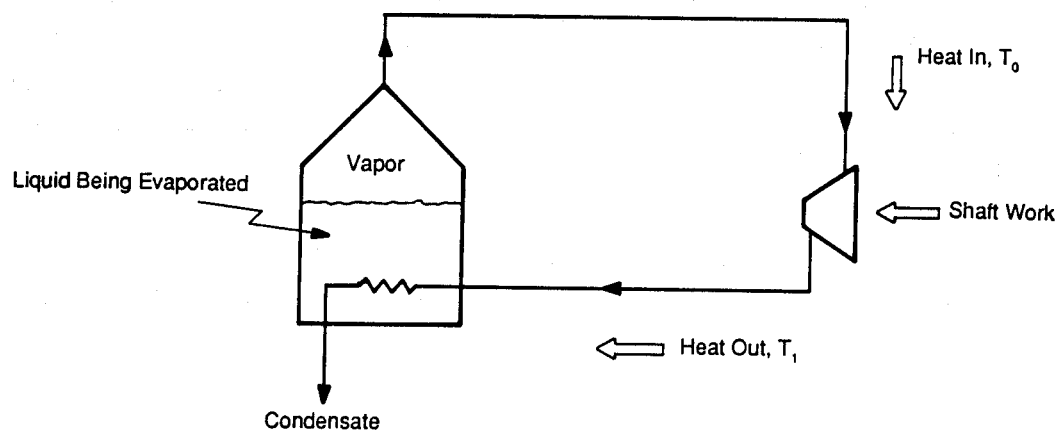 Heat In, T₀
Vapor
Liquid Being Evaporated
Shaft Work
Heat Out, T₁
Condensate